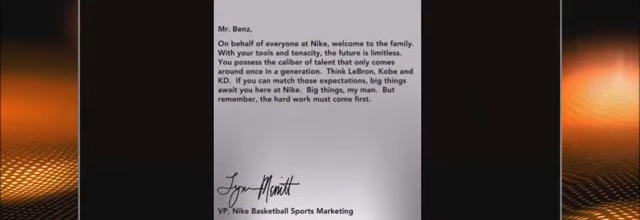 Mr. Benz,
On behalf of everyone at Nike, welcome to the family.
With your tools and tenacity, the future is limitless.
You possess the caliber of talent that only comes
around once in a generation. Think LeBron, Kobe and
KD. If you can match those expectations, big things
await you here at Nike. Big things, my man. But
remember, the hard work must come first.
Lynn Merritt
VP, Nike Basketball Sports Marketing